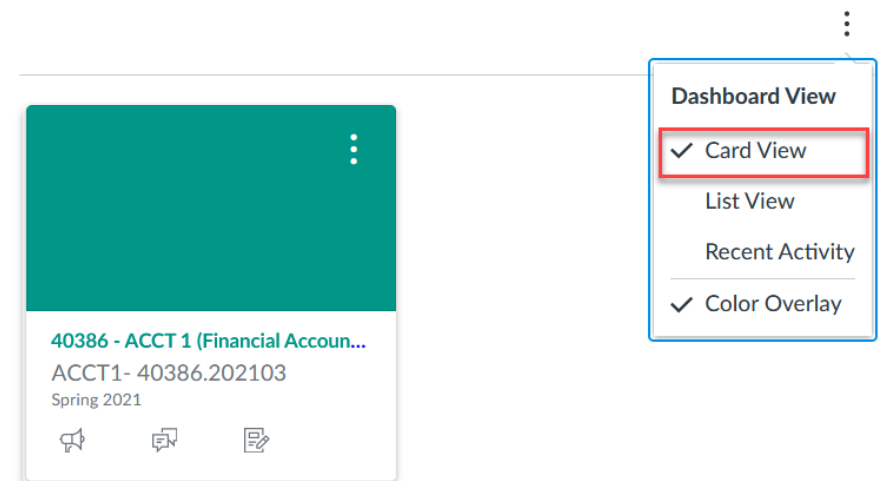 Dashboard View
Card View
List View
Recent Activity
Color Overlay
40386 - ACCT 1 (Financial Accoun...
ACCT1- 40386.202103
Spring 2021